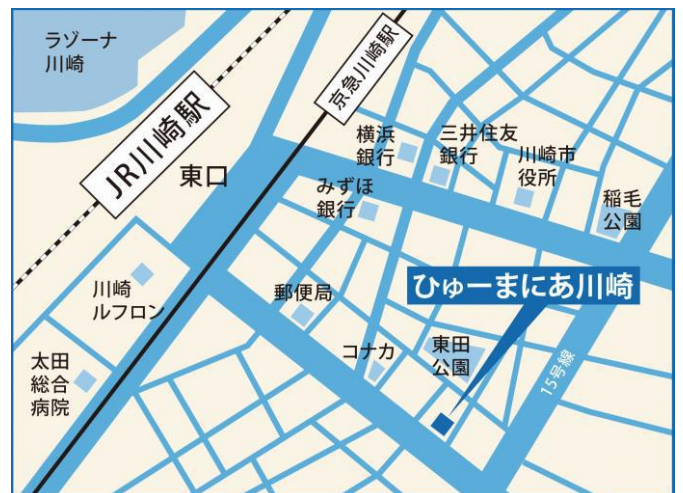 ラゾーナ
川崎
JR川崎駅
京急川崎駅
東口
横浜
銀行
三井住友
銀行
川崎市
役所
稲毛
公園
みずほ
銀行
川崎
ルフロン
郵便局
ひゅーまにあ川崎
コナカ
東田
公園
15号線
太田
総合
病院